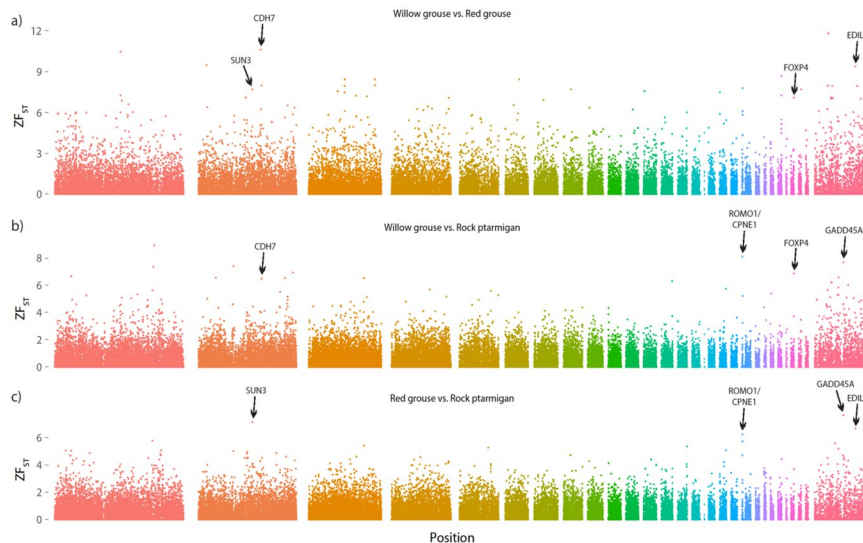 a)
Willow grouse vs. Red grouse
CDH7
SUN3
FOXP4
EDIL
12
9
6
3
0
ZFST
b)
Willow grouse vs. Rock ptarmigan
CDH7
ROMO1/
CPNE1
FOXP4
GADD45A
8
6
4
2
0
ZFST
c)
Red grouse vs. Rock ptarmigan
SUN3
ROMO1/
CPNE1
GADD45A
EDIL
6
4
2
0
ZFST
Position